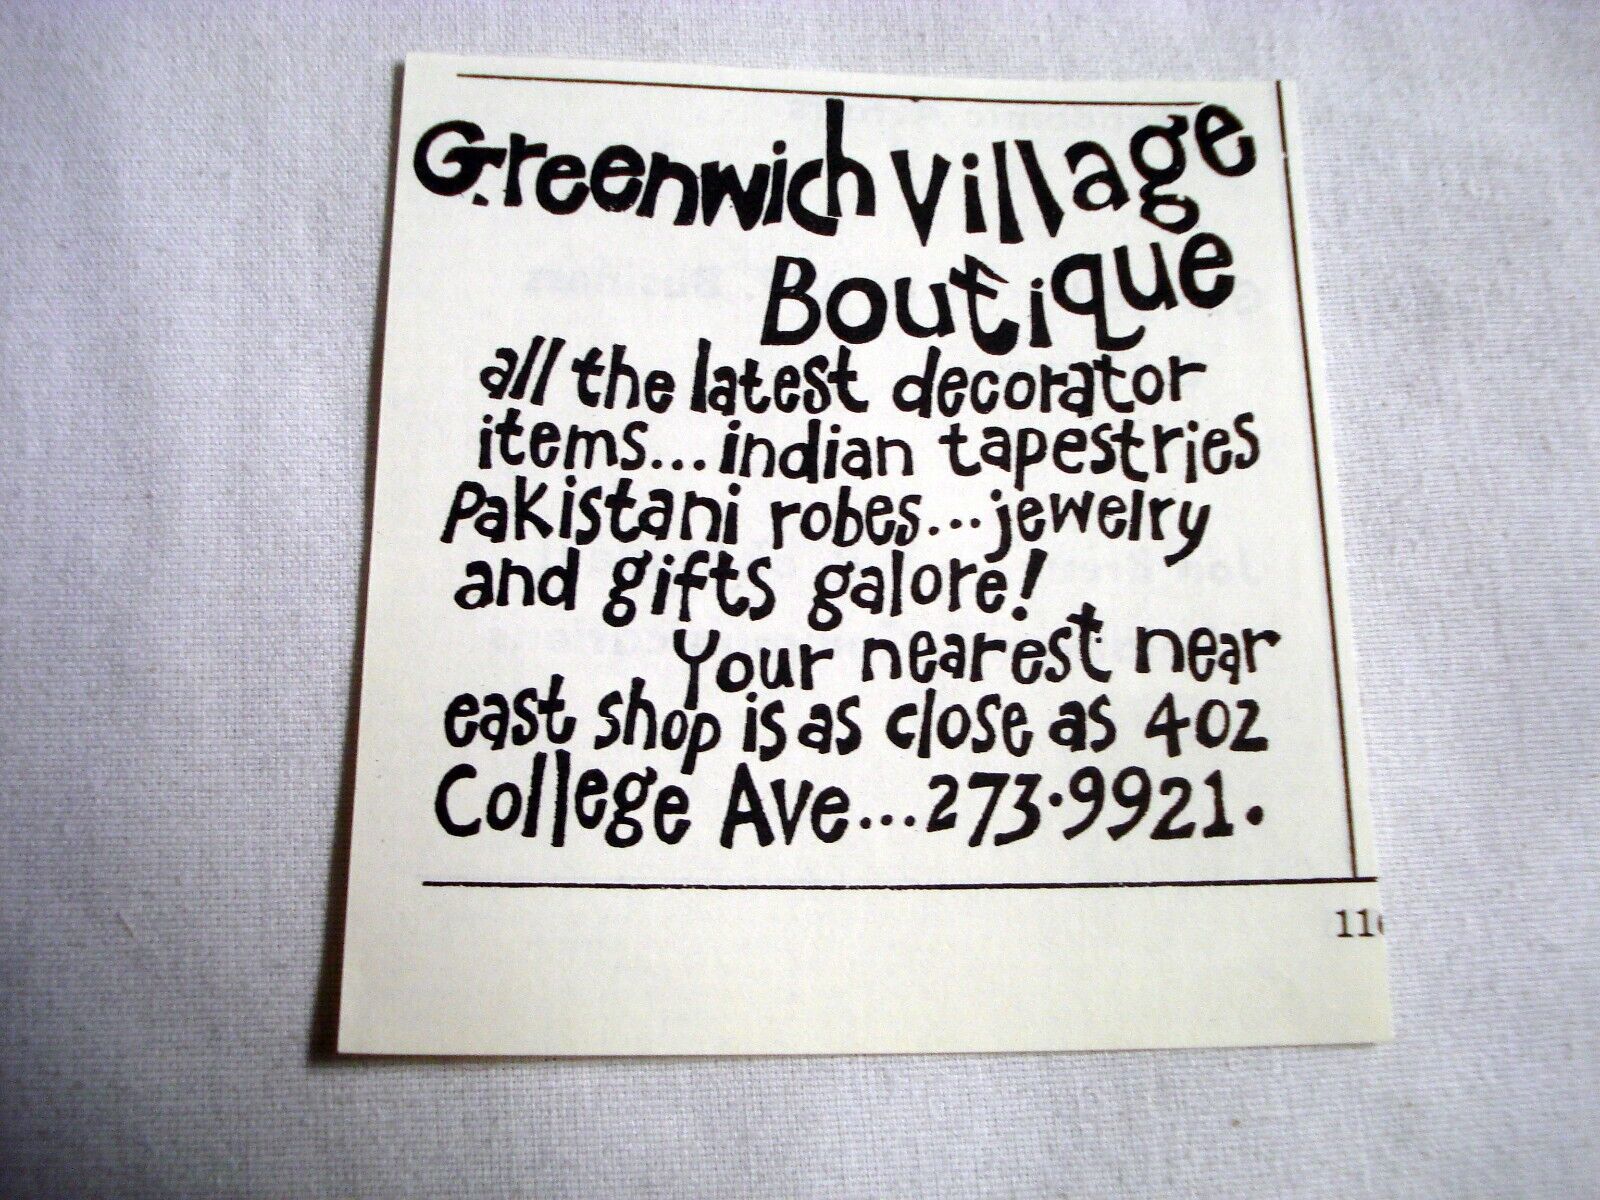 Greenwich Village
Boutique
all the latest decorator
items...indian tapestries
Pakistani robes...jewelry
and gifts galore!
Your nearest near
east shop is as close as 402
College Ave...273·9921.